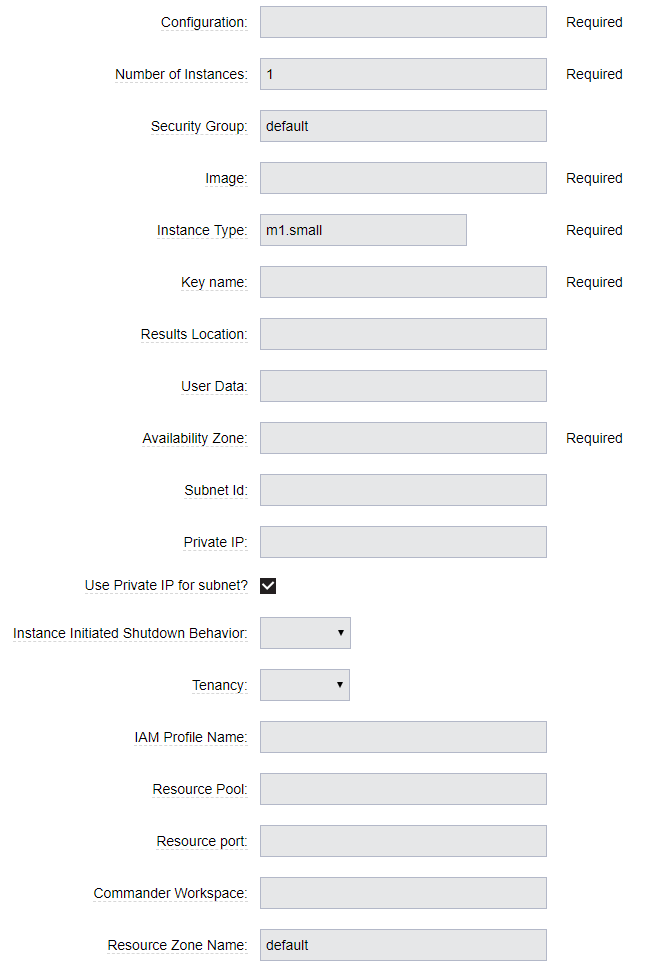 Configuration: Required
Number of Instances: 1 Required
Security Group: default
Image: Required
Instance Type: m1.small Required
Key name: Required
Results Location:
User Data:
Availability Zone: Required
Subnet Id:
Private IP:
Use Private IP for subnet?
Instance Initiated Shutdown Behavior:
Tenancy:
IAM Profile Name:
Resource Pool:
Resource port:
Commander Workspace:
Resource Zone Name: default